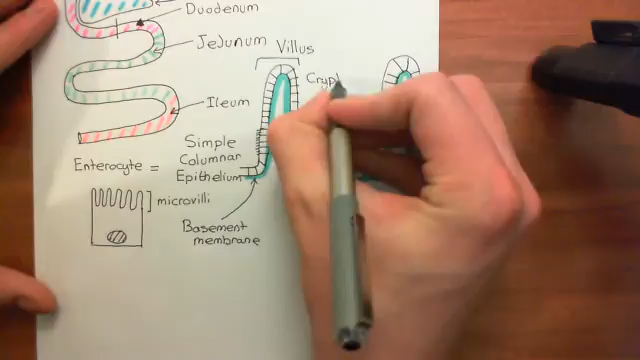 Duodenum
Jejunum
Villus
Ileum
Simple
Columnar
Epithelium
Enterocyte =
microvilli
Basement
membrane